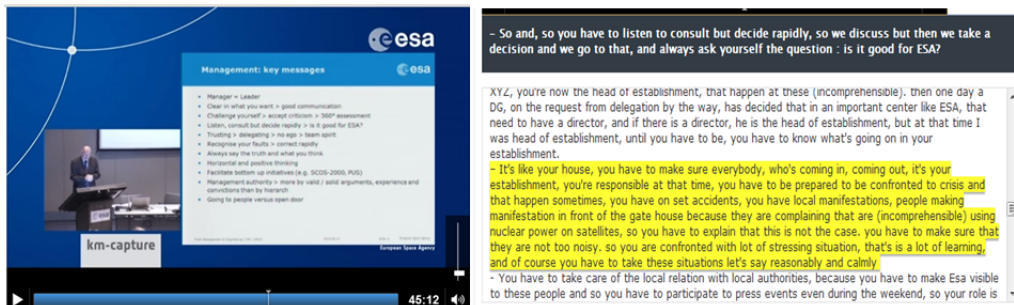 esa
Management: key messages
esa
• Manager = Leader
• Clear in what you want > good communication
• Challenge yourself > accept criticism > 360° assessment
• Listen, consult but decide rapidly > is it good for ESA?
• Trusting > delegating > no ego > team spirit
• Recognise your faults > correct rapidly
• Always say the truth and what you think
• Horizontal and positive thinking
• Facilitate bottom up initiatives (e.g. SCOS-2000, PUS)
• Management authority > more by valid / solid arguments, experience and
convictions than by hierarch
• Going to people versus open door
km-capture
European Space Agency
45:12
- So and, so you have to listen to consult but decide rapidly, so we discuss but then we take a
decision and we go to that, and always ask yourself the question : is it good for ESA?
XYZ, you're now the head of establishment, that happen at these (incomprehensible). then one day a
DG, on the request from delegation by the way, has decided that in an important center like ESA, that
need to have a director, and if there is a director, he is the head of establishment, but at that time I
was head of establishment, until you have to be, you have to know what's going on in your
establishment.
- It's like your house, you have to make sure everybody, who's coming in, coming out, it's your
establishment, you're responsible at that time, you have to be prepared to be confronted to crisis and
that happen sometimes, you have on set accidents, you have local manifestations, people making
manifestation in front of the gate house because they are complaining that are (incomprehensible) using
nuclear power on satellites, so you have to explain that this is not the case. you have to make sure that
they are not too noisy. so you are confronted with lot of stressing situation, that's is a lot of learning,
and of course you have to take these situations let's say reasonably and calmly
- You have to take care of the local relation with local authorities, because you have to make Esa visible
to these people and so you have to participate to press events even during the weekend, so your role is